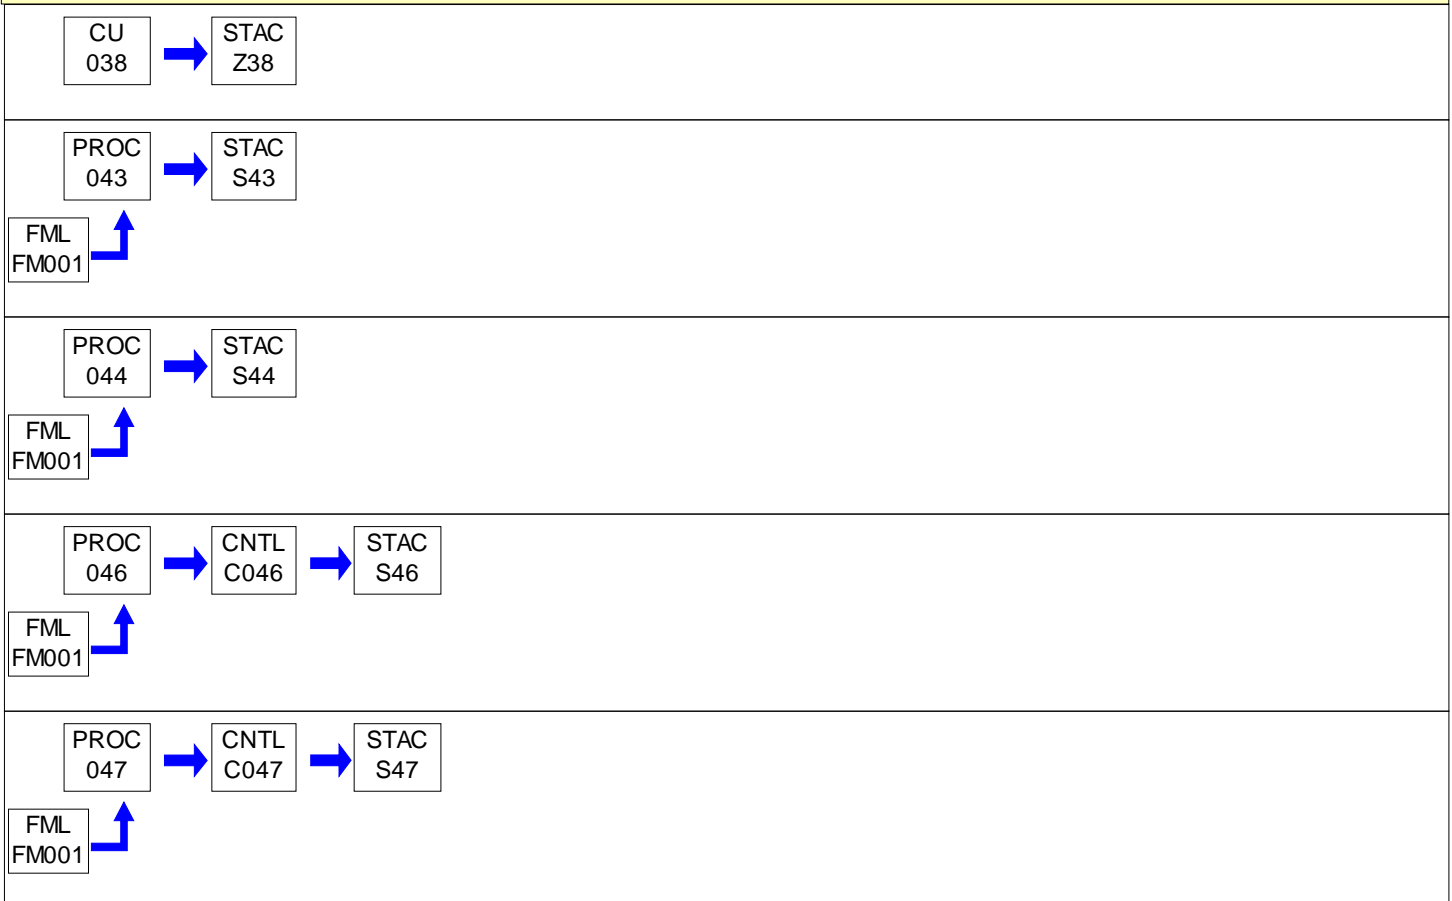 CU
038
STAC
Z38
PROC
043
STAC
S43
FML
FM001
PROC
044
STAC
S44
FML
FM001
PROC
046
CNTL
C046
STAC
S46
FML
FM001
PROC
047
CNTL
C047
STAC
S47
FML
FM001